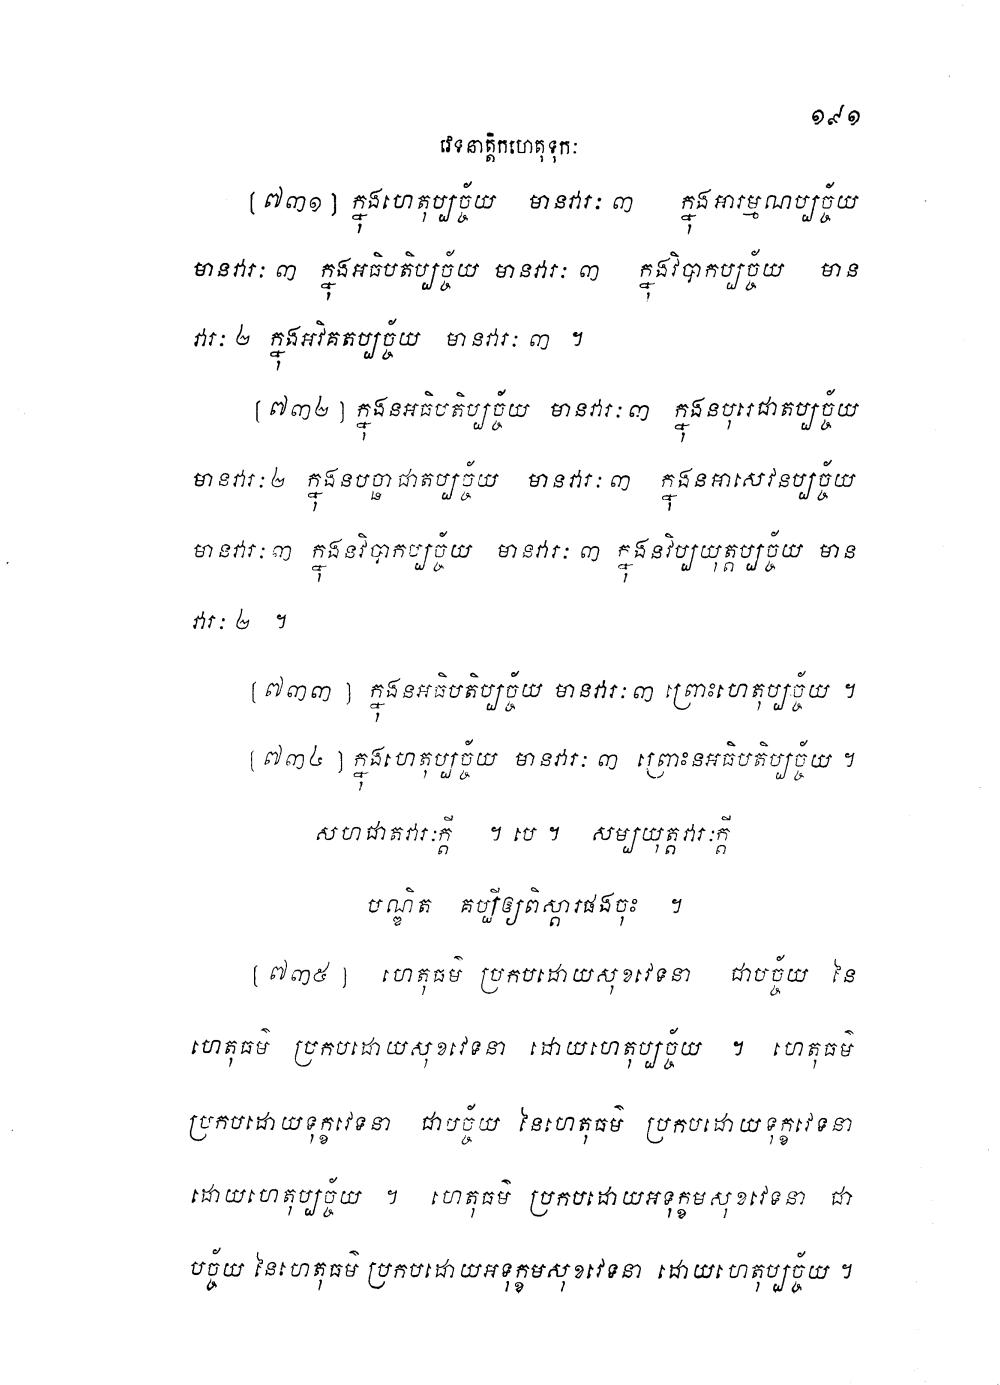 ១៩១
វេទនាត្តិកហេតុទុកៈ
[៧៣១] ក្នុងហេតុប្បច្ច័យ មានវារៈ ៣ ក្នុងអារម្មណប្បច្ច័យ
មានវារៈ ៣ ក្នុងអធិបតិប្បច្ច័យ មានវារៈ ៣ ក្នុងវិបាកប្បច្ច័យ មាន
វារៈ ២ ក្នុងអវិគតប្បច្ច័យ មានវារៈ ៣ ។
[៧៣២] ក្នុងនអធិបតិប្បច្ច័យ មានវារៈ ៣ ក្នុងនបុរេជាតប្បច្ច័យ
មានវារៈ ២ ក្នុងនបច្ឆាជាតប្បច្ច័យ មានវារៈ ៣ ក្នុងនអាសេវនប្បច្ច័យ
មានវារៈ ៣ ក្នុងនវិបាកប្បច្ច័យ មានវារៈ ៣ ក្នុងនវិប្បយុត្តប្បច្ច័យ មាន
វារៈ ២ ។
[៧៣៣] ក្នុងនអធិបតិប្បច្ច័យ មានវារៈ ៣ ព្រោះហេតុប្បច្ច័យ ។
[៧៣៤] ក្នុងហេតុប្បច្ច័យ មានវារៈ ៣ ព្រោះនអធិបតិប្បច្ច័យ ។
សហជាតវារៈក្តី ។ បេ ។ សម្បយុត្តវារៈក្តី
បណ្ឌិត គប្បីឲ្យពិស្តារផងចុះ ។
[៧៣៥] ហេតុធម៌ ប្រកបដោយសុខវេទនា ជាបច្ច័យ នៃ
ហេតុធម៌ ប្រកបដោយសុខវេទនា ដោយហេតុប្បច្ច័យ ។ ហេតុធម៌
ប្រកបដោយទុក្ខវេទនា ជាបច្ច័យ នៃហេតុធម៌ ប្រកបដោយទុក្ខវេទនា
ដោយហេតុប្បច្ច័យ ។ ហេតុធម៌ ប្រកបដោយអទុក្ខមសុខវេទនា ជា
បច្ច័យ នៃហេតុធម៌ ប្រកបដោយអទុក្ខមសុខវេទនា ដោយហេតុប្បច្ច័យ ។